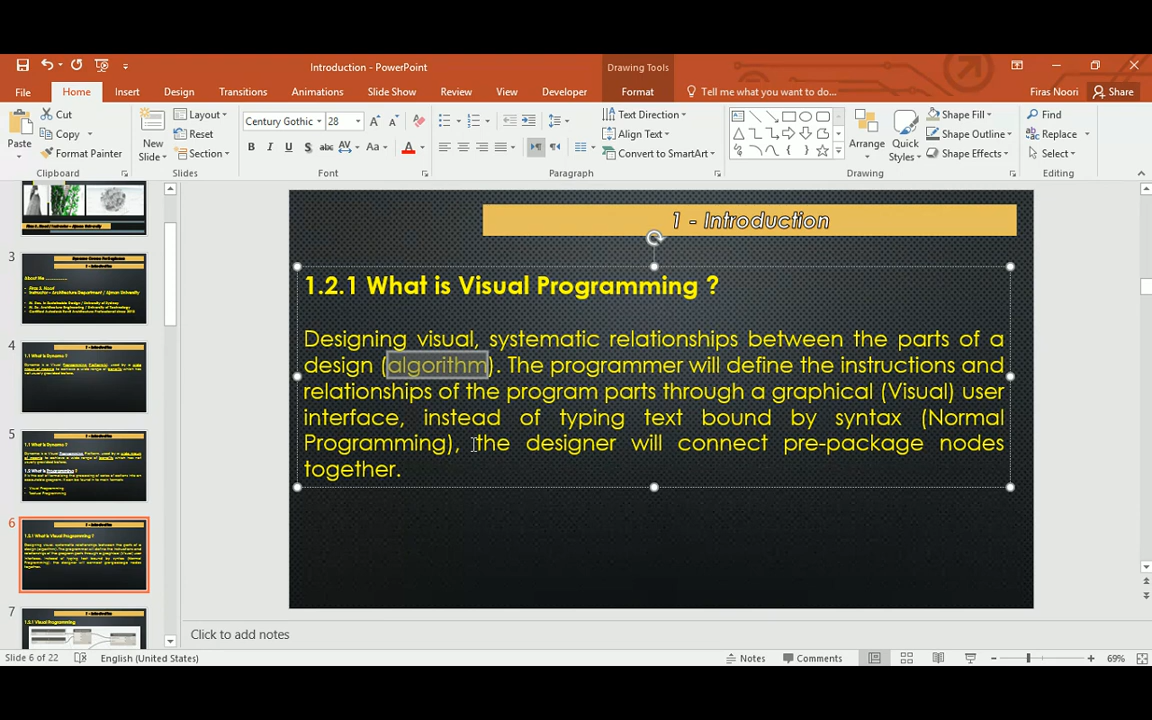 Introduction - PowerPoint
Drawing Tools
File
Home
Insert
Design
Transitions
Animations
Slide Show
Review
View
Developer
Format
Tell me what you want to do...
Firas Noori
Share
Paste
Cut
Copy
Format Painter
Clipboard
New
Slide
Layout
Reset
Section
Slides
Century Gothic
28
Font
Text Direction
Align Text
Convert to SmartArt
Paragraph
Arrange
Quick
Styles
Shape Fill
Shape Outline
Shape Effects
Drawing
Find
Replace
Select
Editing
3
4
5
6
7
1 - Introduction
1.2.1 What is Visual Programming ?
Designing visual, systematic relationships between the parts of a
design (algorithm). The programmer will define the instructions and
relationships of the program parts through a graphical (Visual) user
interface, instead of typing text bound by syntax (Normal
Programming), the designer will connect pre-package nodes
together.
Click to add notes
Slide 6 of 22
English (United States)
Notes
Comments
69%